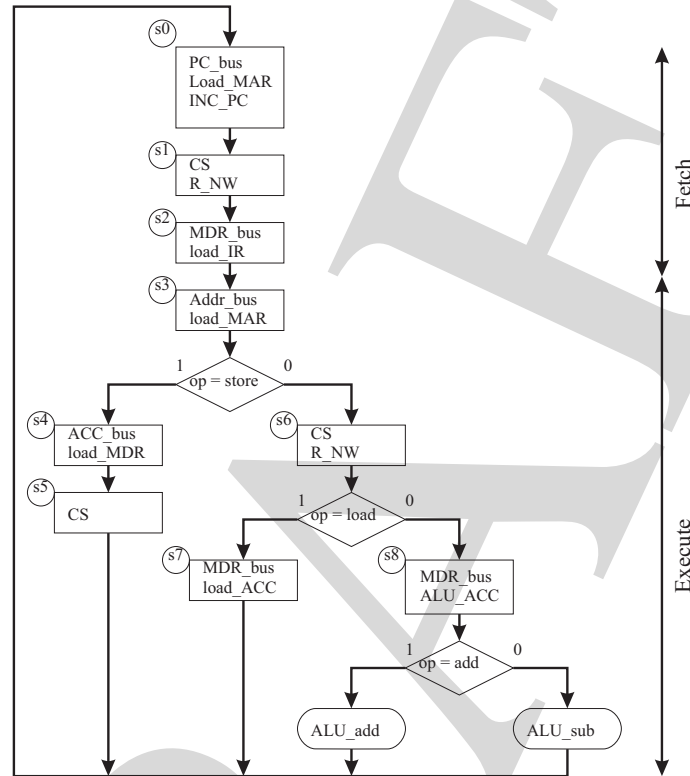 s0
PC_bus
Load_MAR
INC_PC
s1
CS
R_NW
s2
MDR_bus
load_IR
s3
Addr_bus
load_MAR
Fetch
1
op = store
0
s4
ACC_bus
load_MDR
s6
CS
R_NW
s5
CS
1
op = load
0
s7
MDR_bus
load_ACC
s8
MDR_bus
ALU_ACC
1
op = add
0
ALU_add
ALU_sub
Execute